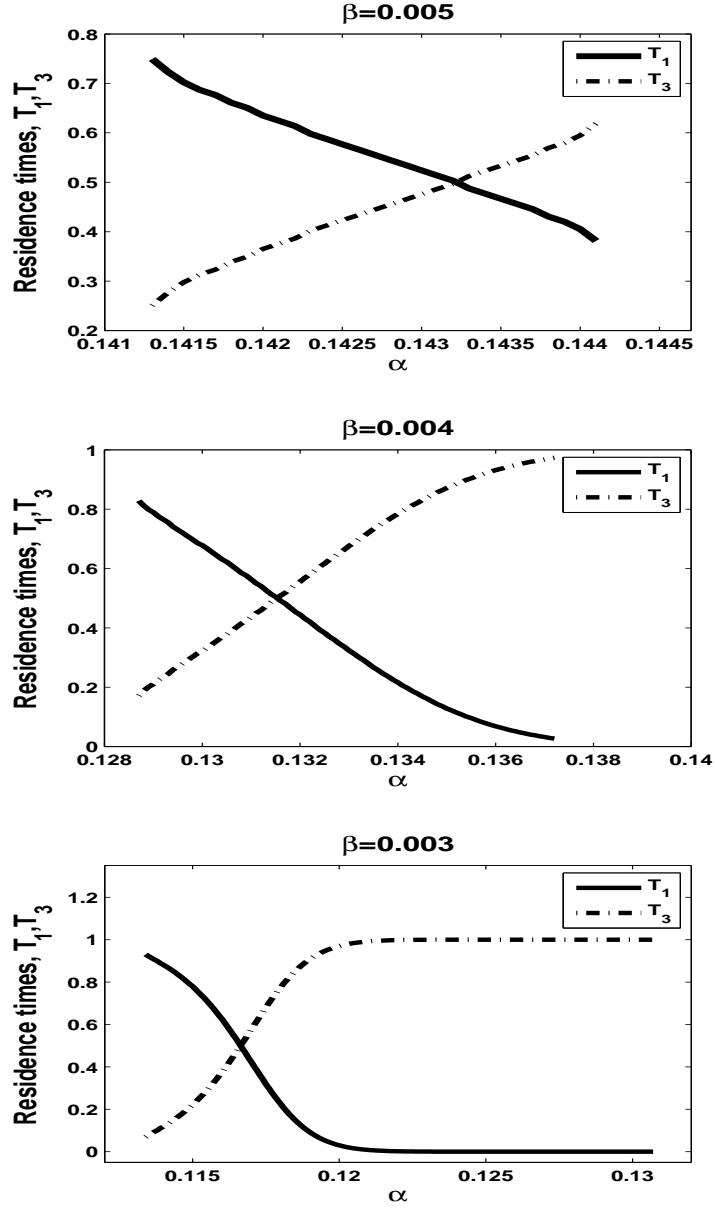 β=0.005
Residence times, T₁,T₃
0.8
0.7
0.6
0.5
0.4
0.3
0.2
T₁
T₃
0.141 0.1415 0.142 0.1425 0.143 0.1435 0.144 0.1445
α
β=0.004
Residence times, T₁,T₃
1
0.8
0.6
0.4
0.2
0
T₁
T₃
0.128 0.13 0.132 0.134 0.136 0.138 0.14
α
β=0.003
Residence times, T₁,T₃
1.2
1
0.8
0.6
0.4
0.2
0
T₁
T₃
0.115 0.12 0.125 0.13
α